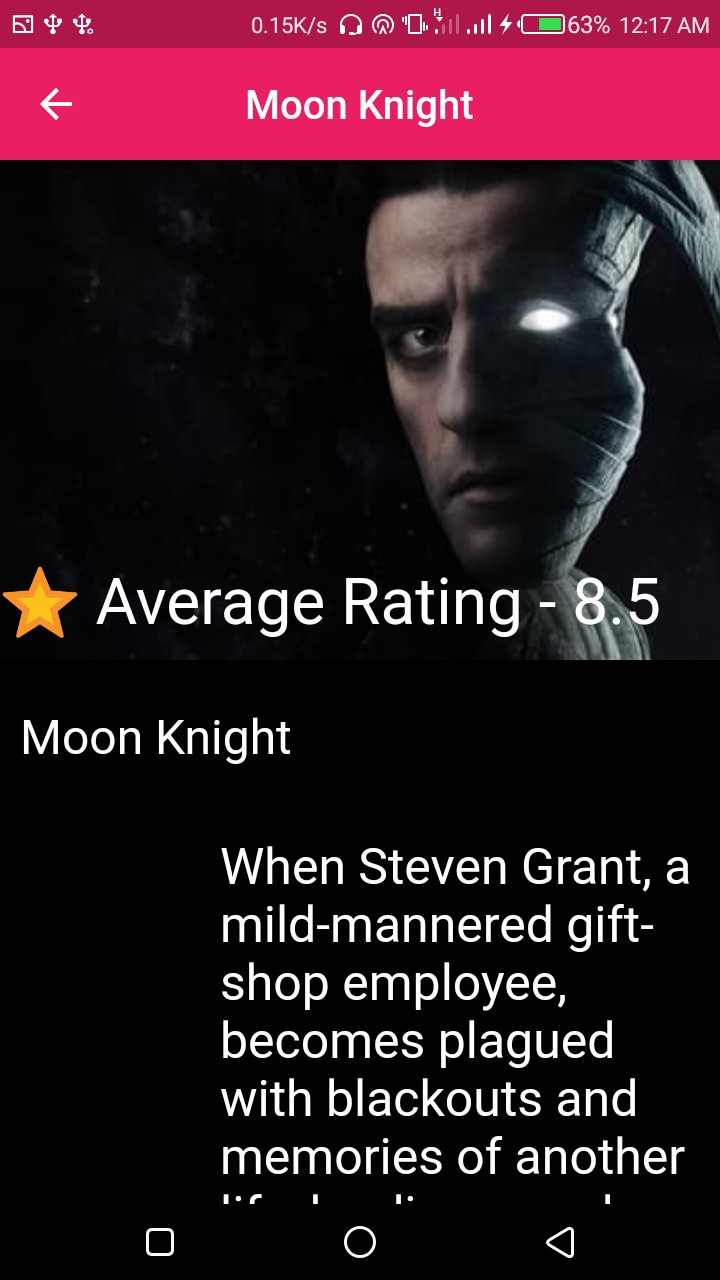 0.15K/s H 63% 12:17 AM
Moon Knight
Average Rating - 8.5
Moon Knight
When Steven Grant, a
mild-mannered gift-
shop employee,
becomes plagued
with blackouts and
memories of another